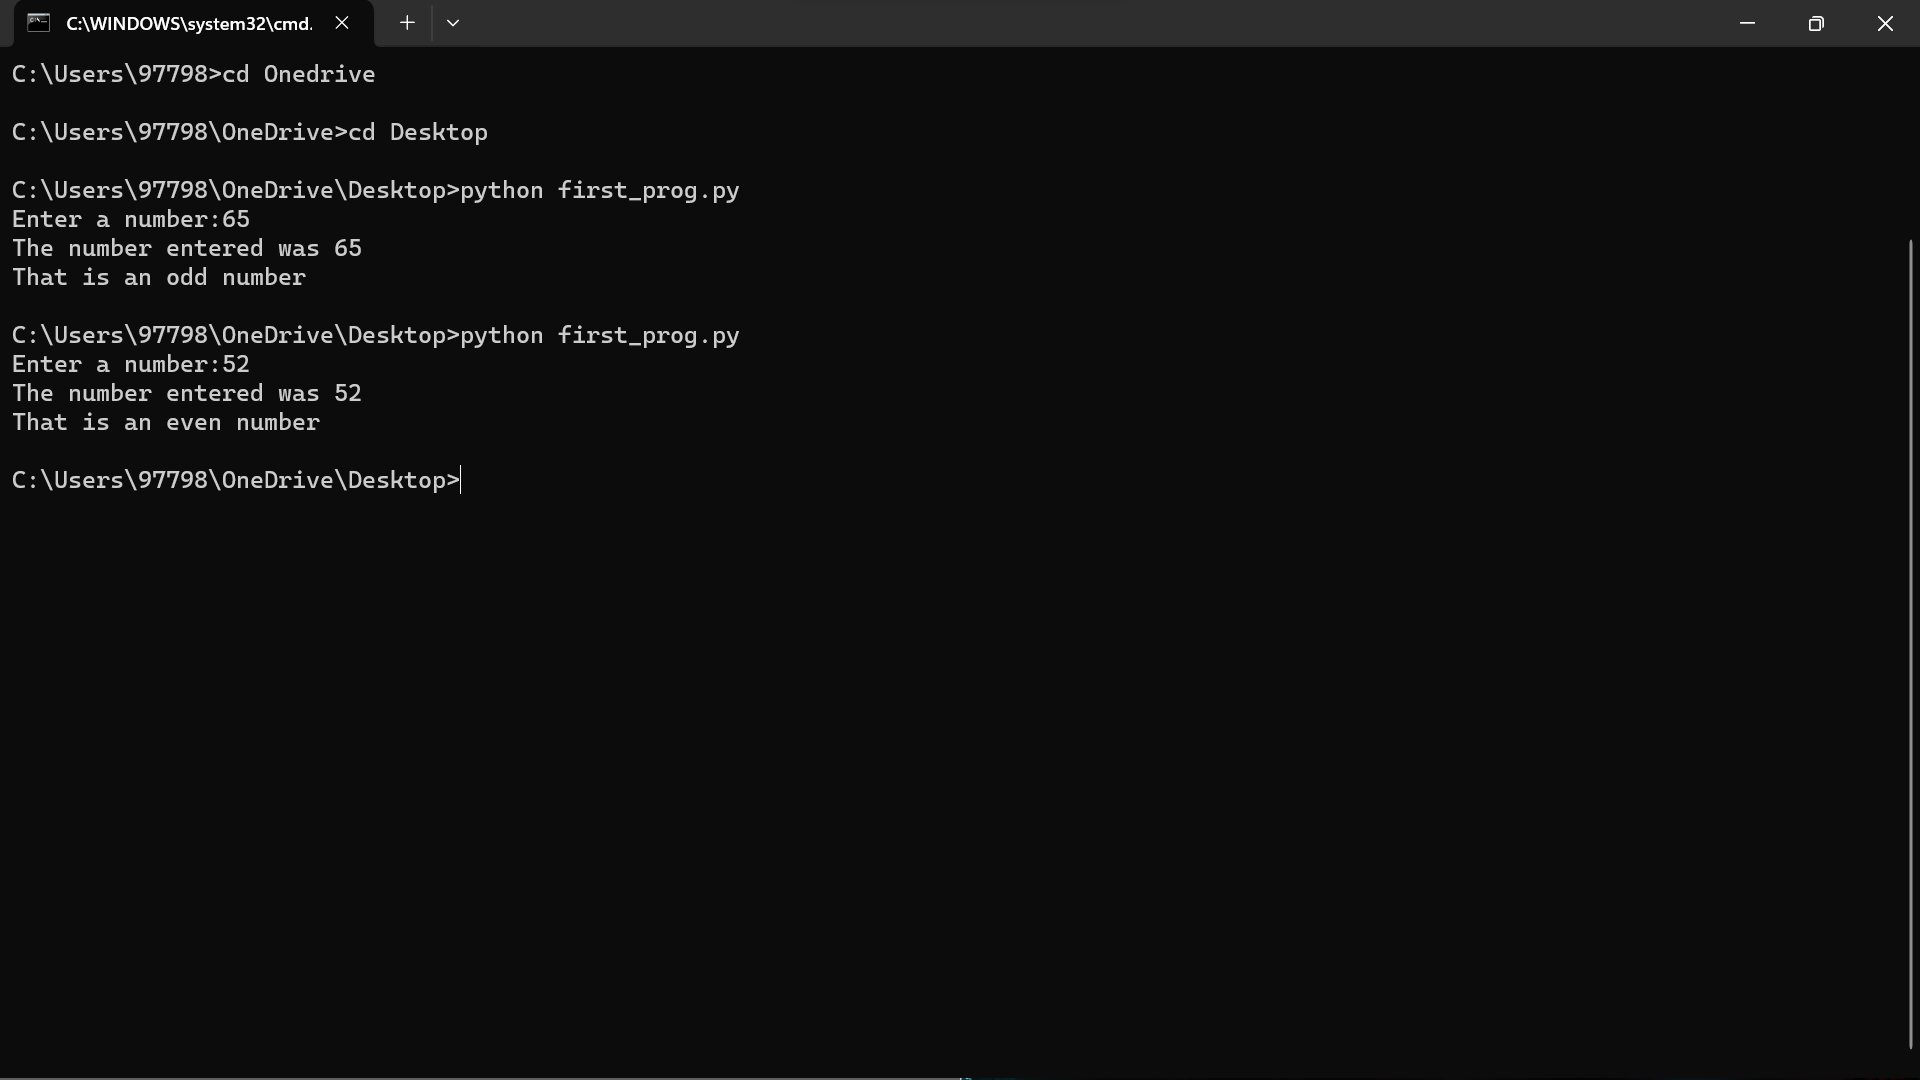 C:\WINDOWS\system32\cmd.
C:\Users\97798>cd Onedrive
C:\Users\97798\OneDrive>cd Desktop
C:\Users\97798\OneDrive\Desktop>python first_prog.py
Enter a number:65
The number entered was 65
That is an odd number
C:\Users\97798\OneDrive\Desktop>python first_prog.py
Enter a number:52
The number entered was 52
That is an even number
C:\Users\97798\OneDrive\Desktop>